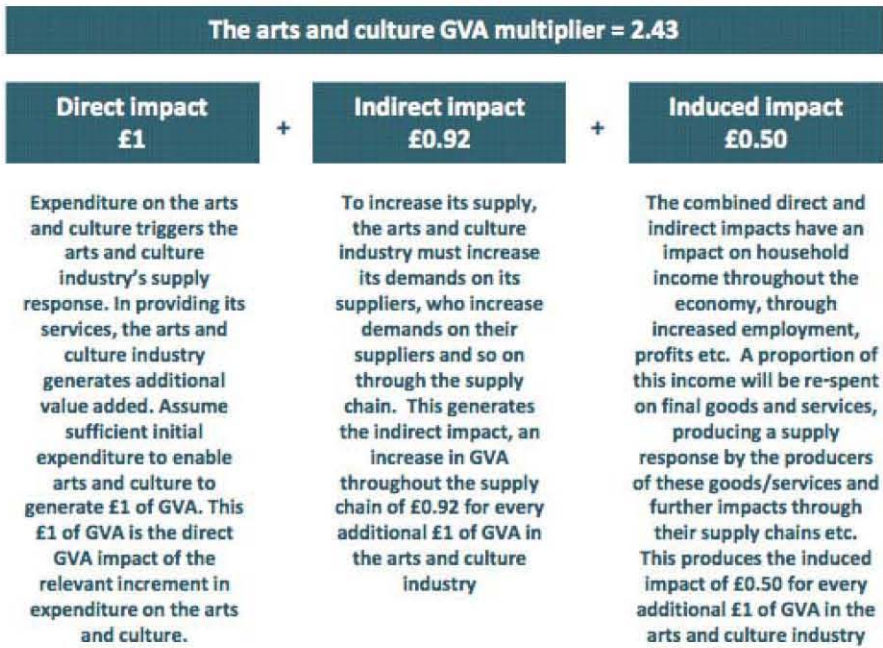 The arts and culture GVA multiplier = 2.43
Direct impact
£1
+
Indirect impact
£0.92
+
Induced impact
£0.50
Expenditure on the arts
and culture triggers the
arts and culture
industry's supply
response. In providing its
services, the arts and
culture industry
generates additional
value added. Assume
sufficient initial
expenditure to enable
arts and culture to
generate £1 of GVA. This
£1 of GVA is the direct
GVA impact of the
relevant increment in
expenditure on the arts
and culture.
To increase its supply,
the arts and culture
industry must increase
its demands on its
suppliers, who increase
demands on their
suppliers and so on
through the supply
chain. This generates
the indirect impact, an
increase in GVA
throughout the supply
chain of £0.92 for every
additional £1 of GVA in
the arts and culture
industry
The combined direct and
indirect impacts have an
impact on household
income throughout the
economy, through
increased employment,
profits etc. A proportion of
this income will be re-spent
on final goods and services,
producing a supply
response by the producers
of these goods/services and
further impacts through
their supply chains etc.
This produces the induced
impact of £0.50 for every
additional £1 of GVA in the
arts and culture industry